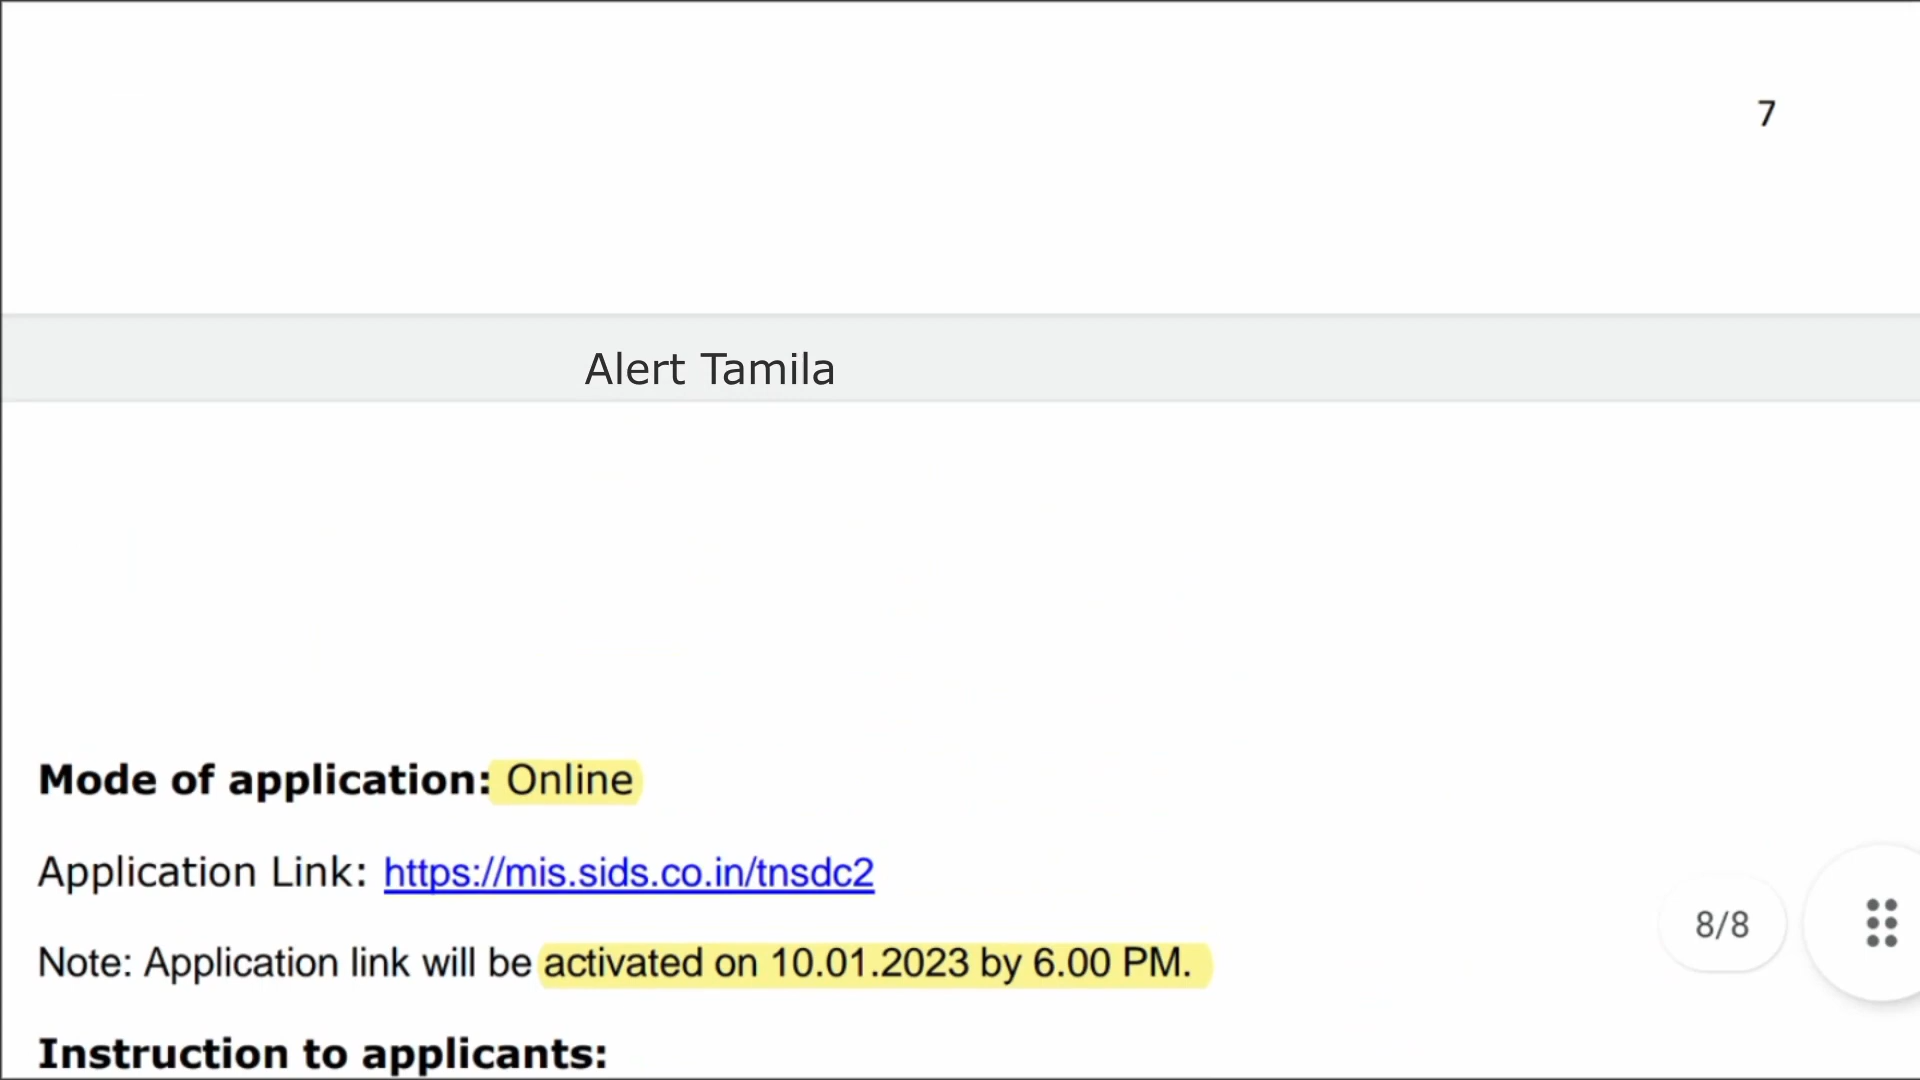 7
Alert Tamila
Mode of application: Online
Application Link: https://mis.sids.co.in/tnsdc2
8/8
Note: Application link will be activated on 10.01.2023 by 6.00 PM.
Instruction to applicants: